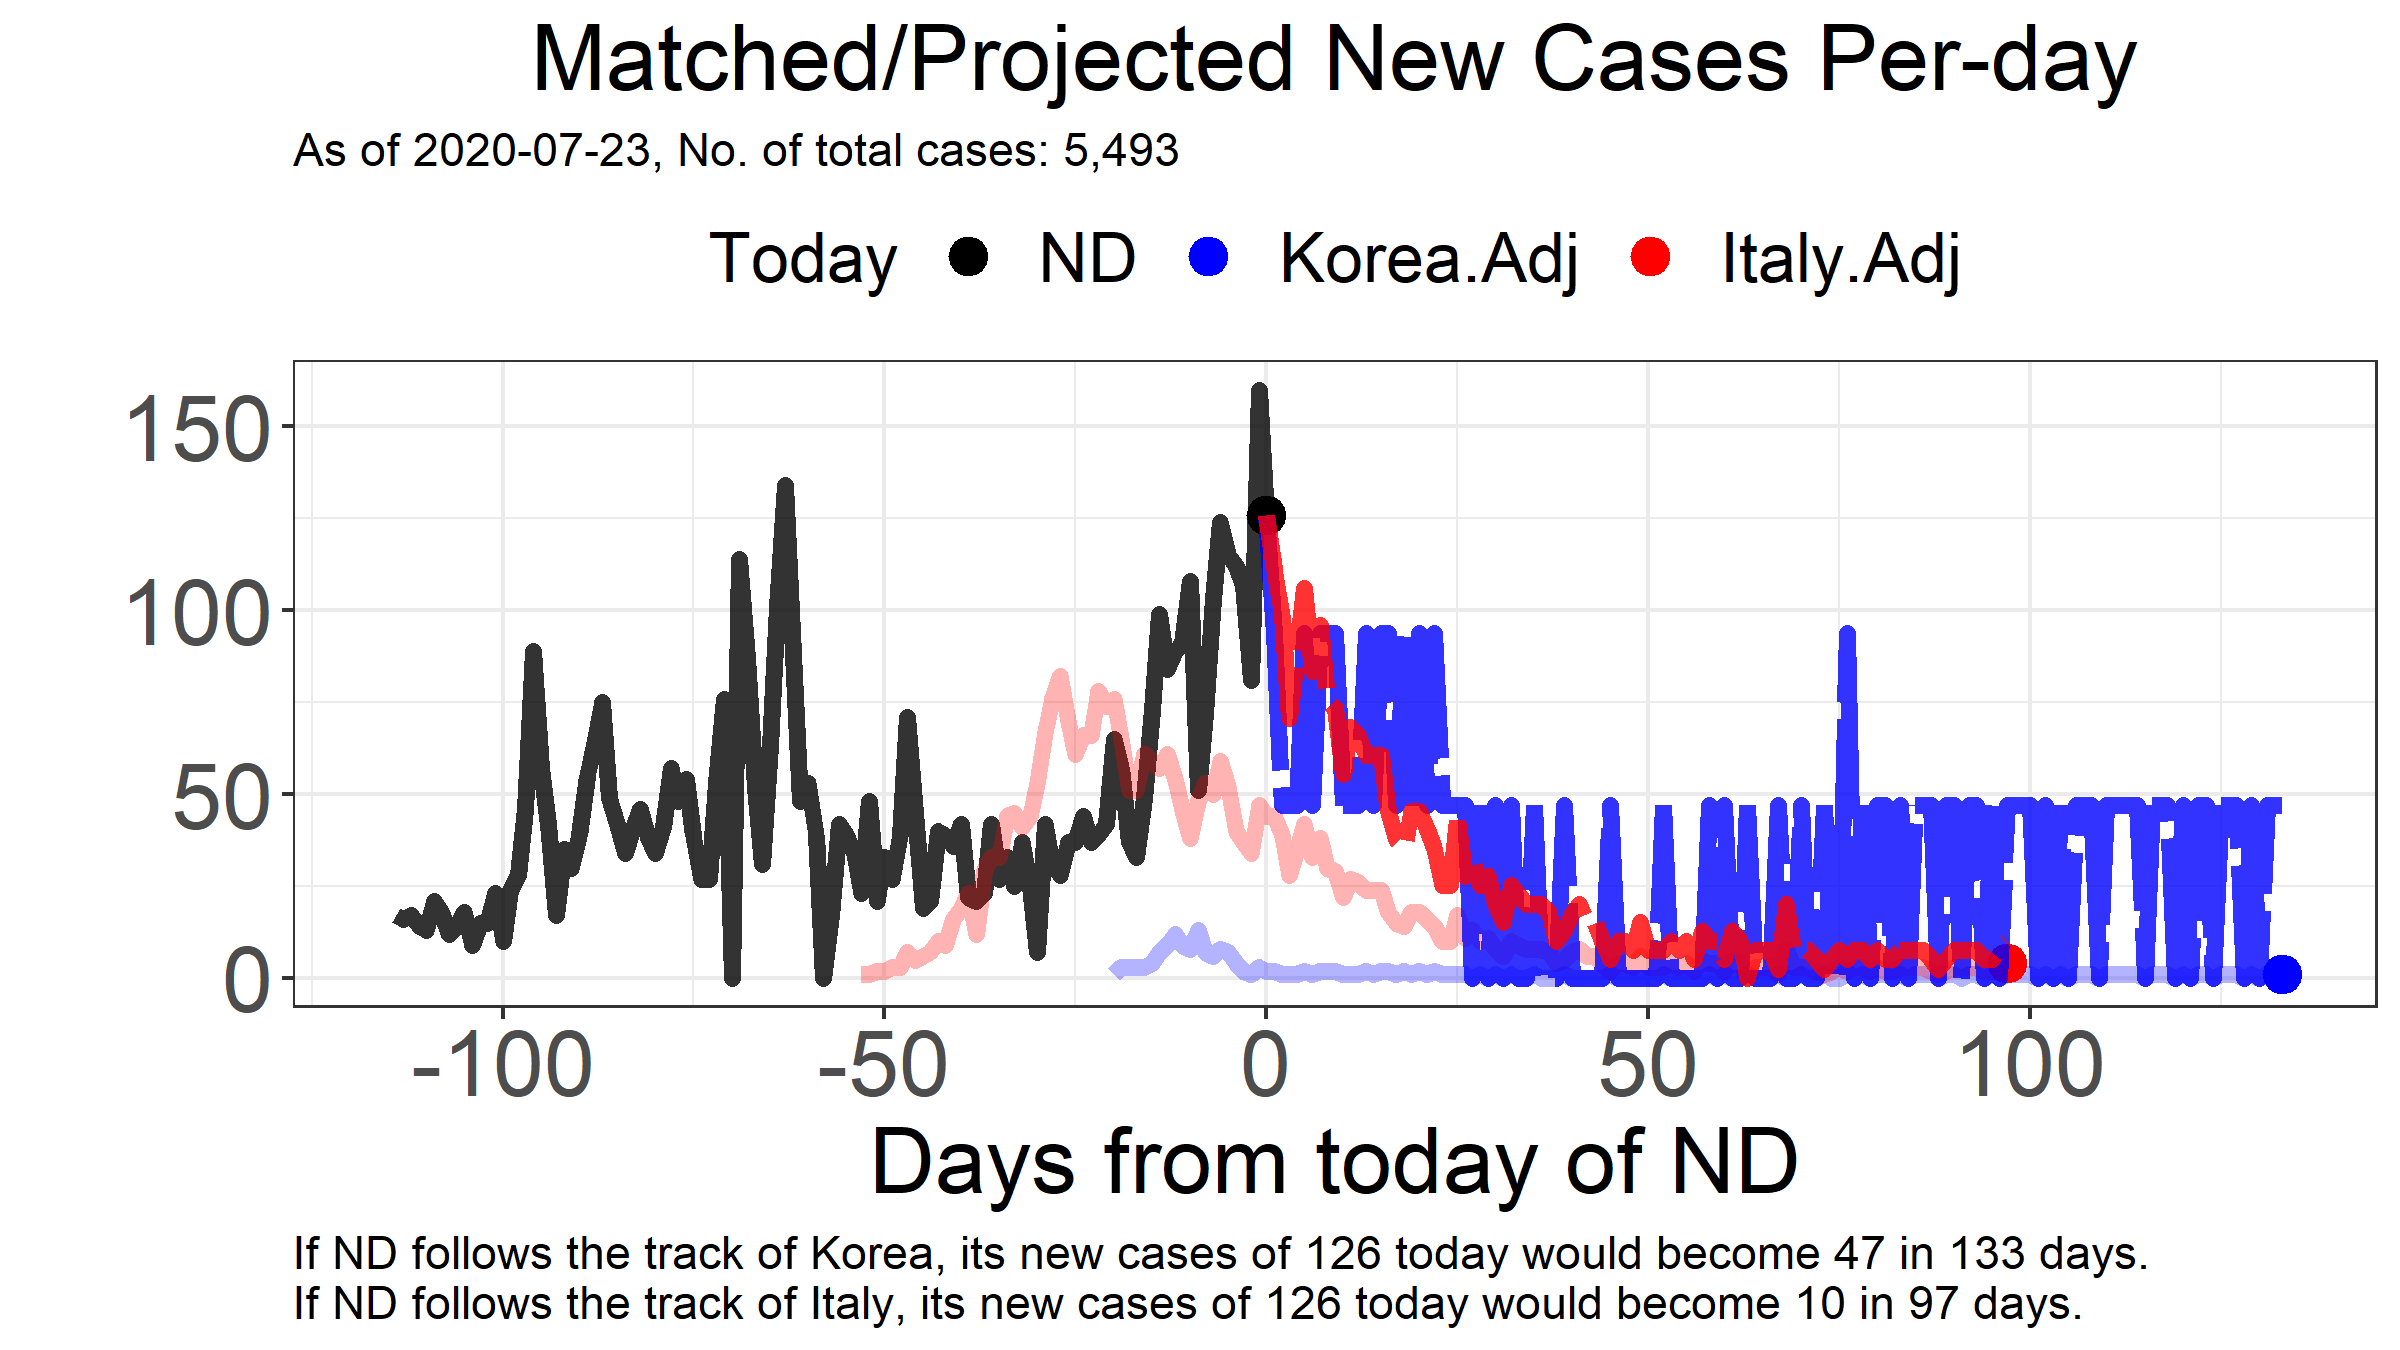 Matched/Projected New Cases Per-day
As of 2020-07-23, No. of total cases: 5,493
Today ND Korea.Adj Italy.Adj
150
100
50
0
-100 -50 0 50 100
Days from today of ND
If ND follows the track of Korea, its new cases of 126 today would become 47 in 133 days.
If ND follows the track of Italy, its new cases of 126 today would become 10 in 97 days.